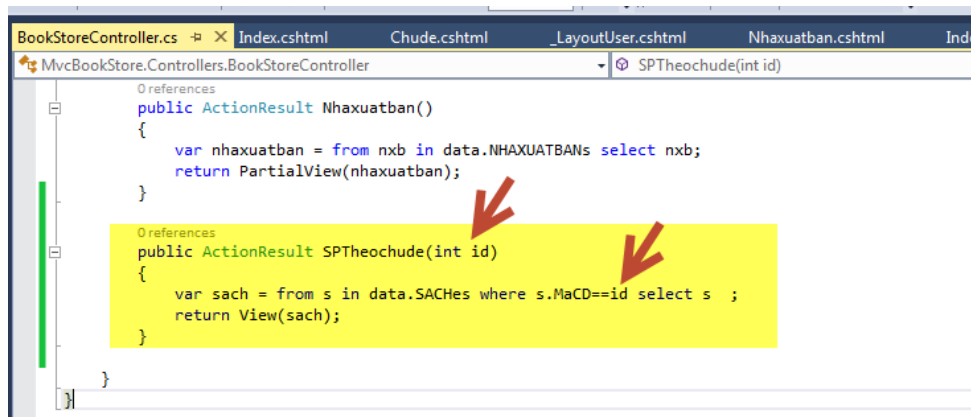 BookStoreController.cs Index.cshtml Chude.cshtml _LayoutUser.cshtml Nhaxuatban.cshtml Inde
MvcBookStore.Controllers.BookStoreController SPTheochude(int id)
0 references
public ActionResult Nhaxuatban()
{
var nhaxuatban = from nxb in data.NHAXUATBANs select nxb;
return PartialView(nhaxuatban);
}
0 references
public ActionResult SPTheochude(int id)
{
var sach = from s in data.SACHes where s.MaCD==id select s ;
return View(sach);
}
}
}